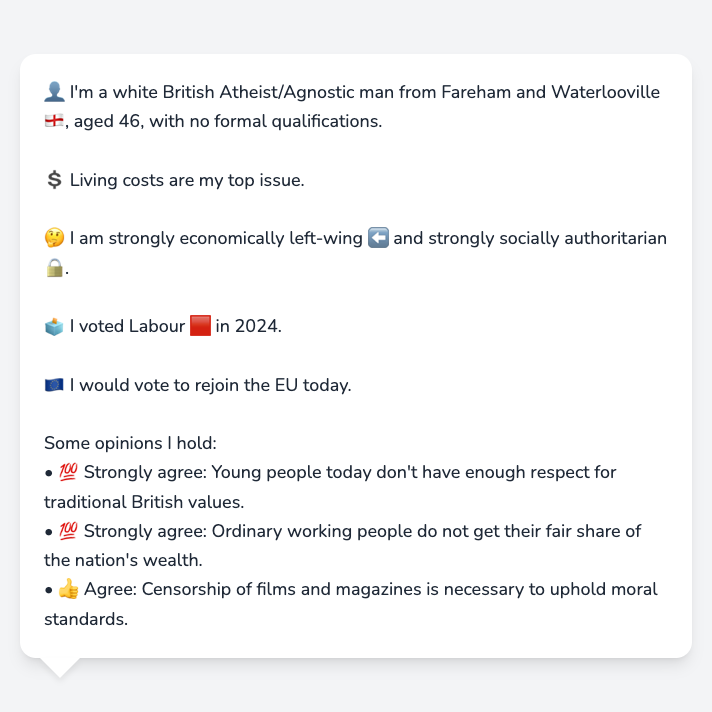 👤 I'm a white British Atheist/Agnostic man from Fareham and Waterlooville
🏴󠁧󠁢󠁥󠁮󠁧󠁿, aged 46, with no formal qualifications.
💲 Living costs are my top issue.
🤔 I am strongly economically left-wing ⬅️ and strongly socially authoritarian
🔒.
🗳️ I voted Labour 🟥 in 2024.
🇪🇺 I would vote to rejoin the EU today.
Some opinions I hold:
• 💯 Strongly agree: Young people today don't have enough respect for
traditional British values.
• 💯 Strongly agree: Ordinary working people do not get their fair share of
the nation's wealth.
• 👍 Agree: Censorship of films and magazines is necessary to uphold moral
standards.